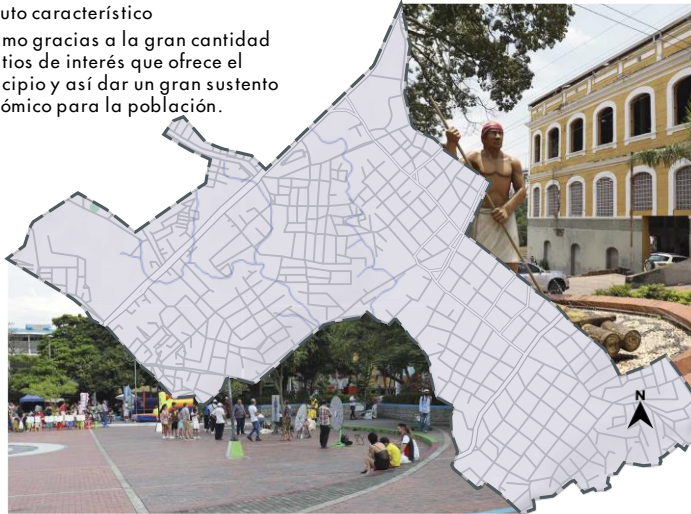 uto característico
mo gracias a la gran cantidad
tios de interés que ofrece el
cipio y así dar un gran sustento
ómico para la población.
N